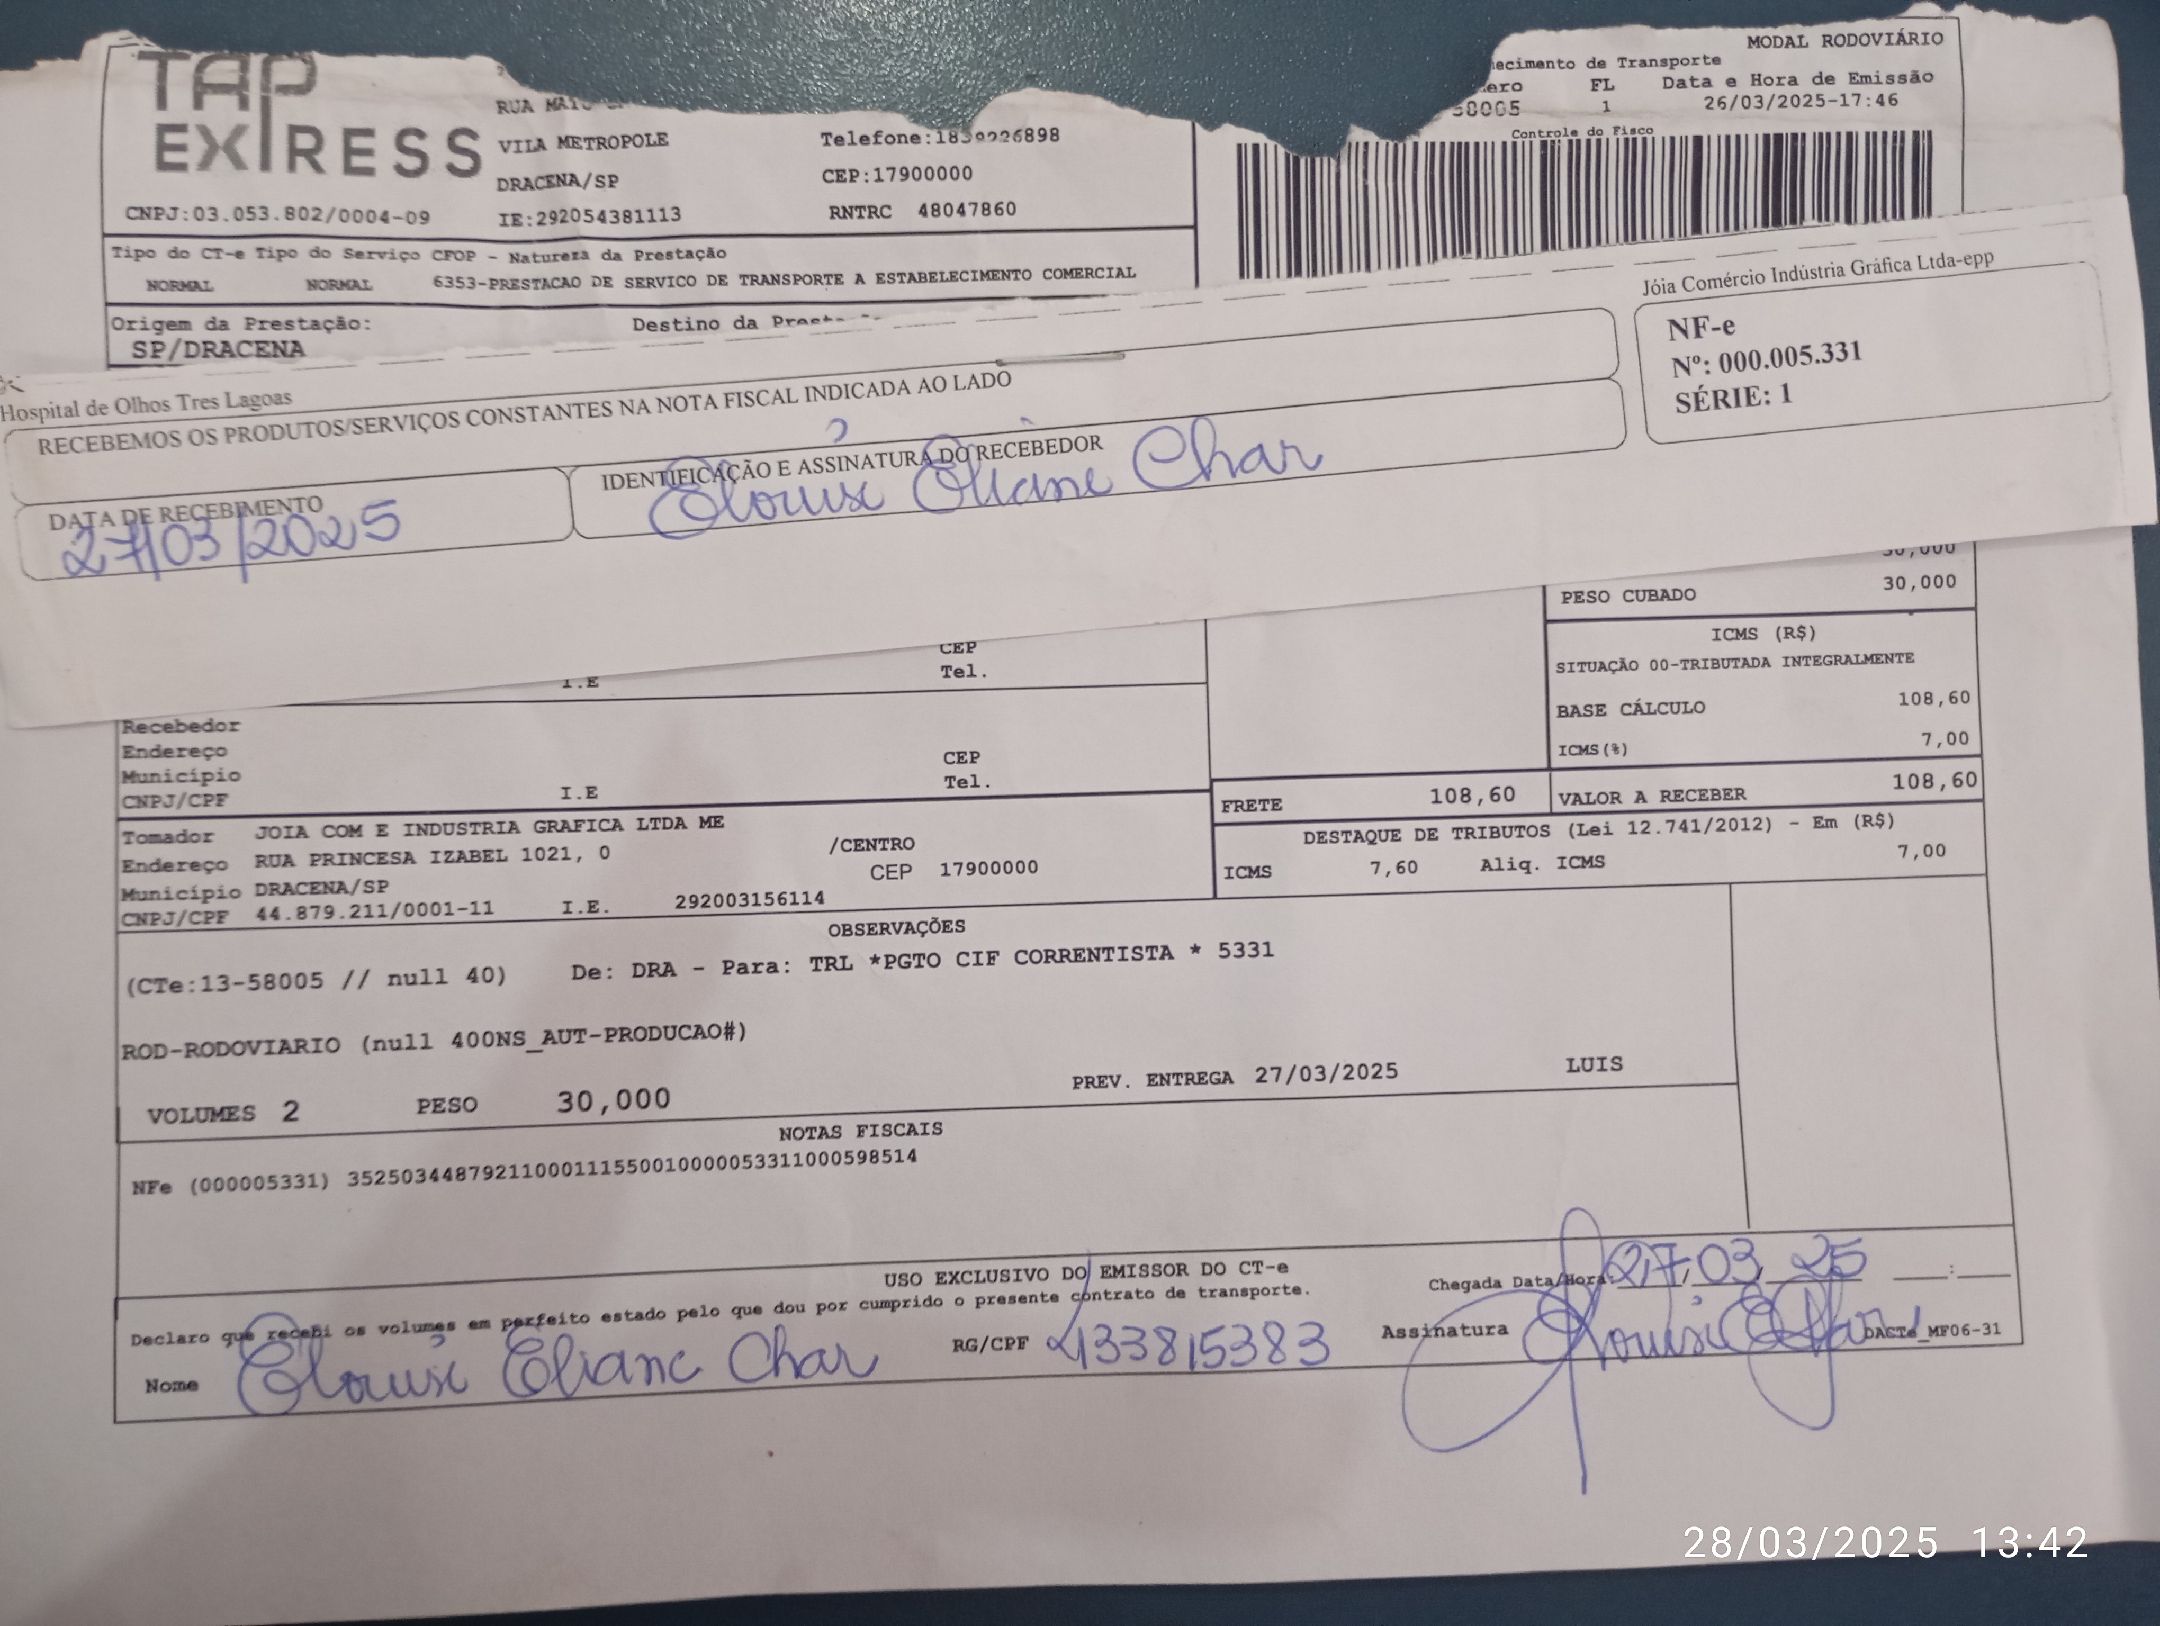 TAP
EXPRESS
CNPJ:03.053.802/0004-09
RUA
VILA METROPOLE
DRACENA/SP
IE:292054381113
CEP:17900000
RNTRC 48047860
MODAL RODOVIÁRIO
de Transporte
FL Data e Hora de Emissão
1 26/03/2025-17:46
Controle do Fisco
Tipo do CT-e Tipo do Serviço CFOP - Natureza da Prestação
NORMAL NORMAL 6353-PRESTACAO DE SERVICO DE TRANSPORTE A ESTABELECIMENTO COMERCIAL
Origem da Prestação: Destino da
SP/DRACENA
Jóia Comércio Indústria Gráfica Ltda-epp
NF-e
Nº: 000.005.331
SÉRIE: 1
Hospital de Olhos Tres Lagoas
RECEBEMOS OS PRODUTOS/SERVIÇOS CONSTANTES NA NOTA FISCAL INDICADA AO LADO
DATA DE RECEBIMENTO
27/03/2025
IDENTIFICAÇÃO E ASSINATURA DO RECEBEDOR
Elouisi Eliane Char
30,000
PESO CUBADO 30,000
ICMS (R$)
SITUAÇÃO 00-TRIBUTADA INTEGRALMENTE
BASE CÁLCULO 108,60
ICMS(%) 7,00
CEP
I.E Tel.
Recebedor
Endereço CEP
Município Tel.
CNPJ/CPF I.E
FRETE 108,60 VALOR A RECEBER 108,60
DESTAQUE DE TRIBUTOS (Lei 12.741/2012) - Em (R$)
ICMS 7,60 Aliq. ICMS 7,00
Tomador JOIA COM E INDUSTRIA GRAFICA LTDA ME
Endereço RUA PRINCESA IZABEL 1021, 0 /CENTRO
Município DRACENA/SP CEP 17900000
CNPJ/CPF 44.879.211/0001-11 I.E. 292003156114
OBSERVAÇÕES
(CTe:13-58005 // null 40) De: DRA - Para: TRL *PGTO CIF CORRENTISTA * 5331
ROD-RODOVIARIO (null 400NS_AUT-PRODUCAO#)
VOLUMES 2 PESO 30,000 PREV. ENTREGA 27/03/2025 LUIS
NOTAS FISCAIS
NFe (000005331) 35250344879211000111550010000053311000598514
USO EXCLUSIVO DO EMISSOR DO CT-e
Declaro que recebi os volumes em perfeito estado pelo que dou por cumprido o presente contrato de transporte.
Chegada Data/Hora: 27/03/25 :
Nome Elouisi Eliane Char RG/CPF 433815383 Assinatura Elouisi E Char DACTe_MF06-31
28/03/2025 13:42